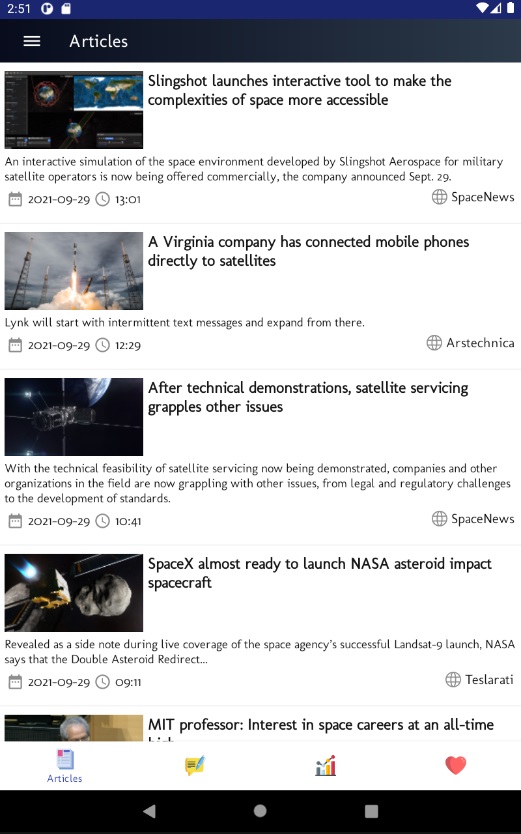 2:51
Articles
Slingshot launches interactive tool to make the
complexities of space more accessible
An interactive simulation of the space environment developed by Slingshot Aerospace for military
satellite operators is now being offered commercially, the company announced Sept. 29.
2021-09-29 13:01 SpaceNews
A Virginia company has connected mobile phones
directly to satellites
Lynk will start with intermittent text messages and expand from there.
2021-09-29 12:29 Arstechnica
After technical demonstrations, satellite servicing
grapples other issues
With the technical feasibility of satellite servicing now being demonstrated, companies and other
organizations in the field are now grappling with other issues, from legal and regulatory challenges
to the development of standards.
2021-09-29 10:41 SpaceNews
SpaceX almost ready to launch NASA asteroid impact
spacecraft
Revealed as a side note during live coverage of the space agency's successful Landsat-9 launch, NASA
says that the Double Asteroid Redirect...
2021-09-29 09:11 Teslarati
MIT professor: Interest in space careers at an all-time
Articles